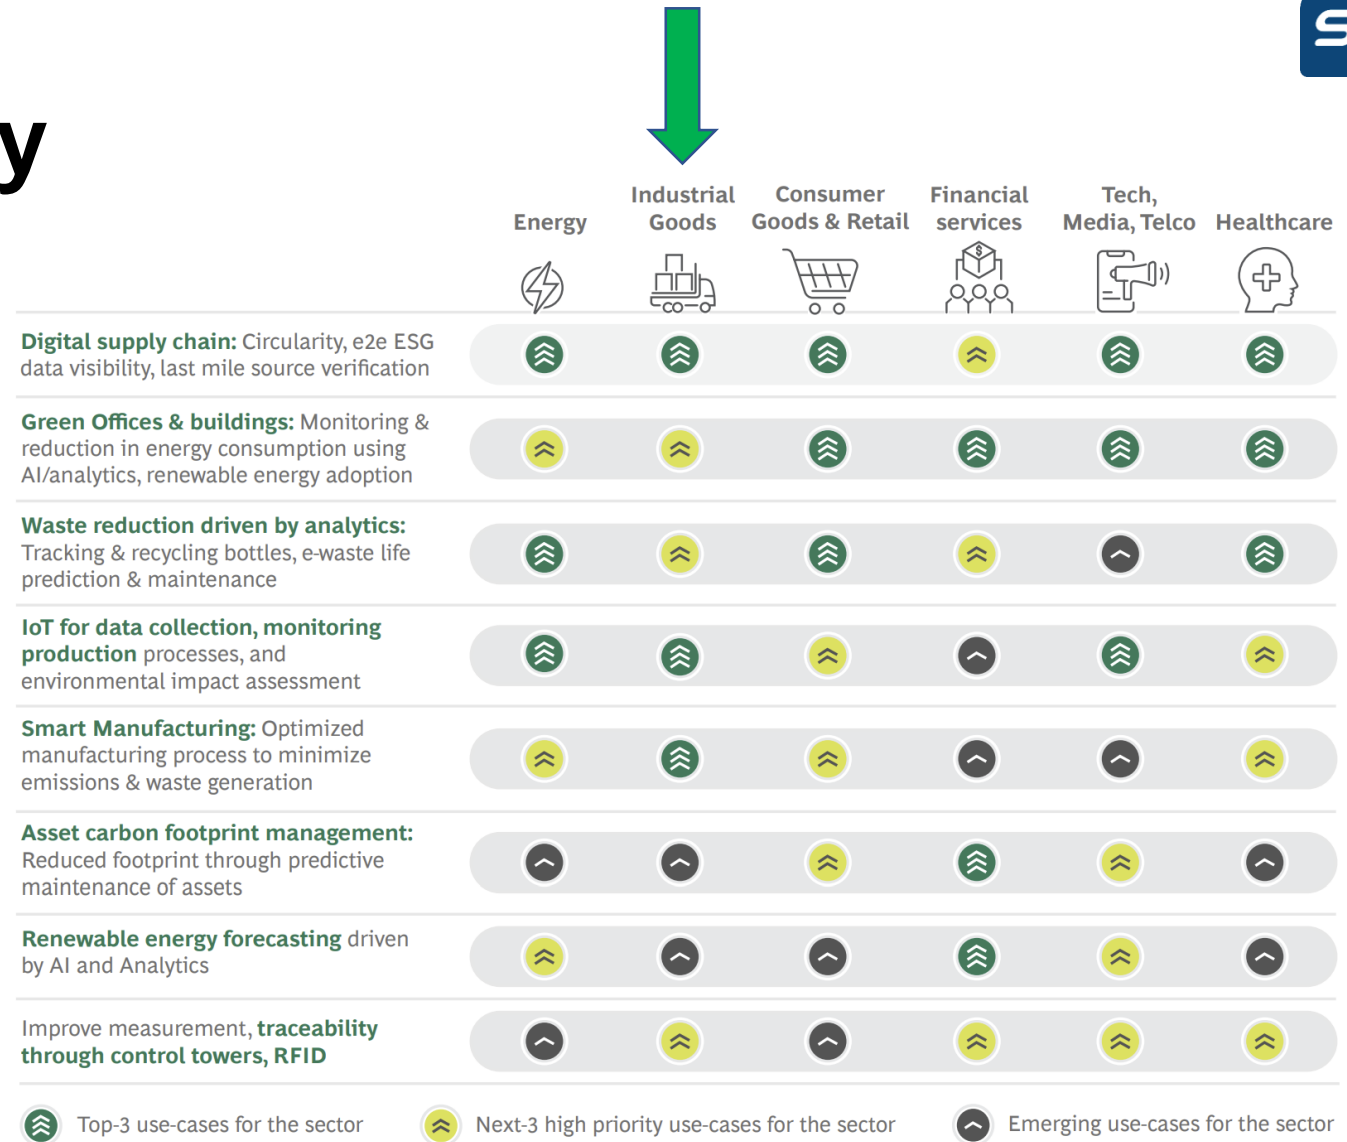 y
S
Energy
Industrial
Goods
Consumer
Goods & Retail
Financial
services
Tech,
Media, Telco
Healthcare
$
Digital supply chain: Circularity, e2e ESG
data visibility, last mile source verification
Green Offices & buildings: Monitoring &
reduction in energy consumption using
AI/analytics, renewable energy adoption
Waste reduction driven by analytics:
Tracking & recycling bottles, e-waste life
prediction & maintenance
IoT for data collection, monitoring
production processes, and
environmental impact assessment
Smart Manufacturing: Optimized
manufacturing process to minimize
emissions & waste generation
Asset carbon footprint management:
Reduced footprint through predictive
maintenance of assets
Renewable energy forecasting driven
by AI and Analytics
Improve measurement, traceability
through control towers, RFID
Top-3 use-cases for the sector
Next-3 high priority use-cases for the sector
Emerging use-cases for the sector